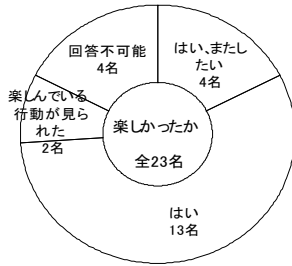 回答不可能
4名
はい、またし
たい
4名
楽しんでいる
行動が見ら
れた
2名
楽しかったか
全23名
はい
13名